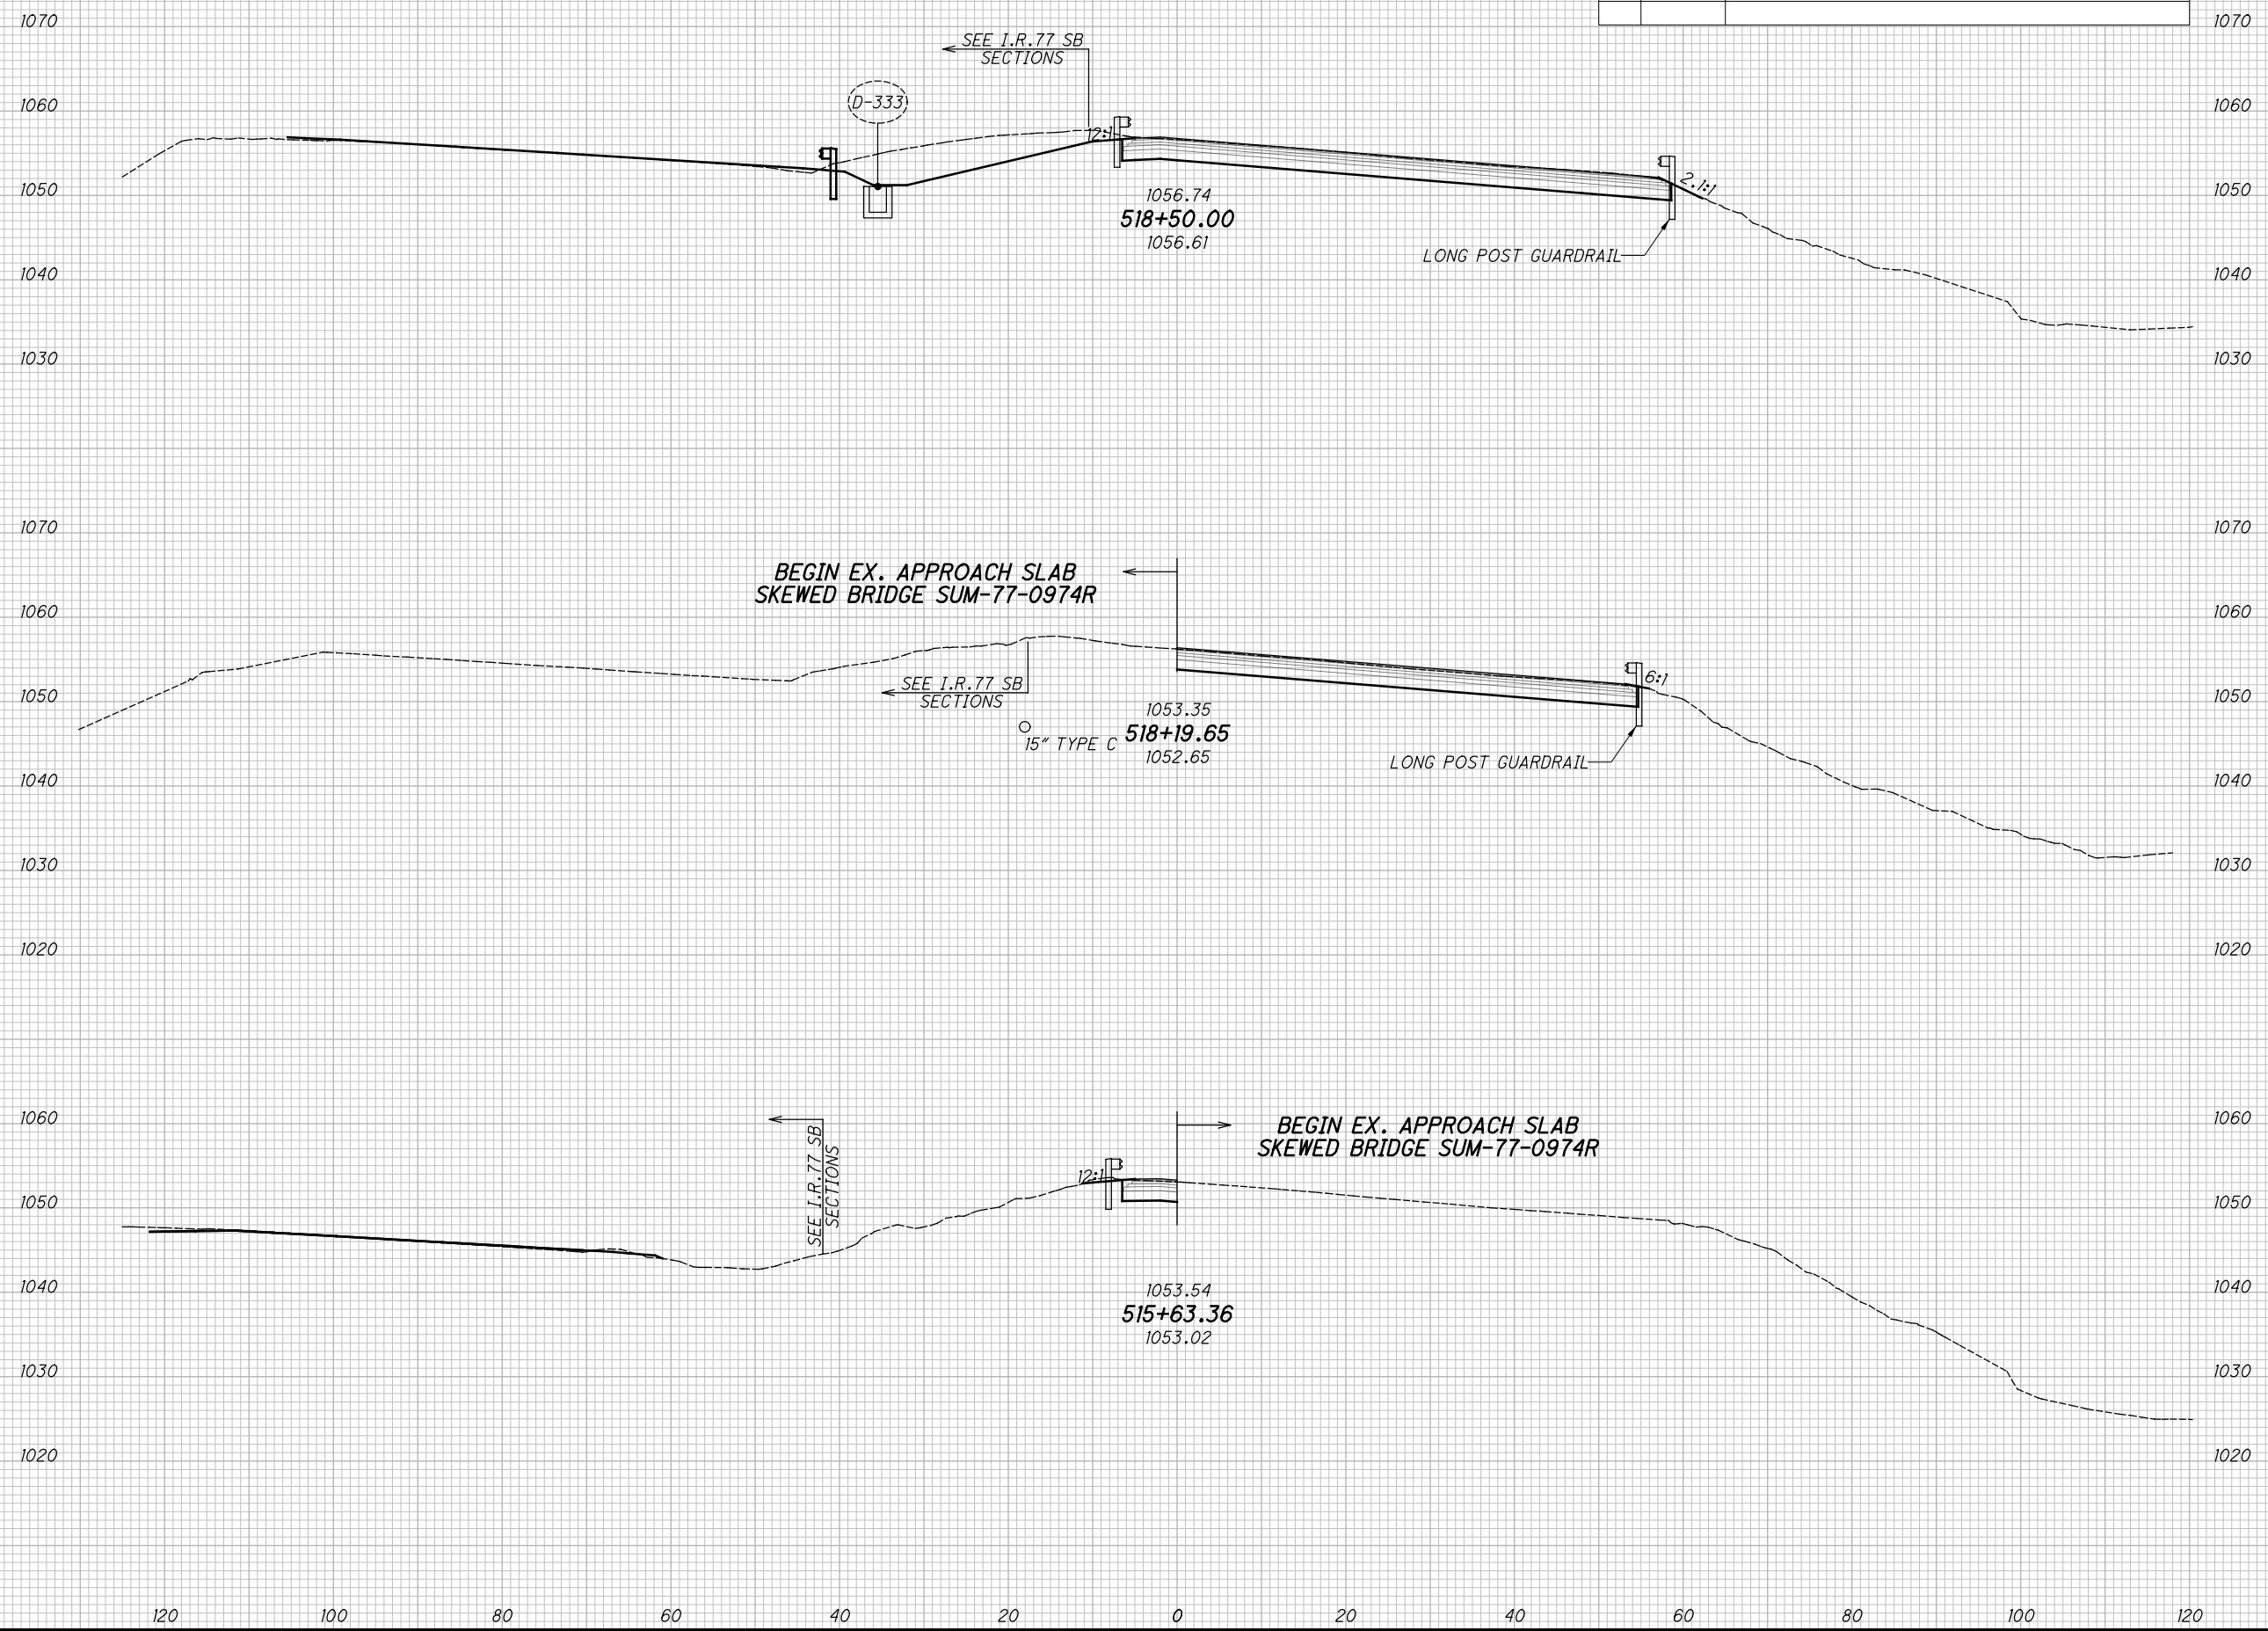 1070 1070
SEE I.R.77 SB
SECTIONS
1060 1060
D-333
12:1
1050 1050
2.1:1
1056.74
518+50.00
1056.61
LONG POST GUARDRAIL
1040 1040
1030 1030
1070 1070
BEGIN EX. APPROACH SLAB
SKEWED BRIDGE SUM-77-0974R
1060 1060
SEE I.R.77 SB
SECTIONS
6:1
1050 1050
1053.35
518+19.65
1052.65
15" TYPE C
LONG POST GUARDRAIL
1040 1040
1030 1030
1020 1020
1060 1060
BEGIN EX. APPROACH SLAB
SKEWED BRIDGE SUM-77-0974R
SEE I.R.77 SB
SECTIONS
12:1
1050 1050
1053.54
515+63.36
1053.02
1040 1040
1030 1030
1020 1020
120 100 80 60 40 20 0 20 40 60 80 100 120